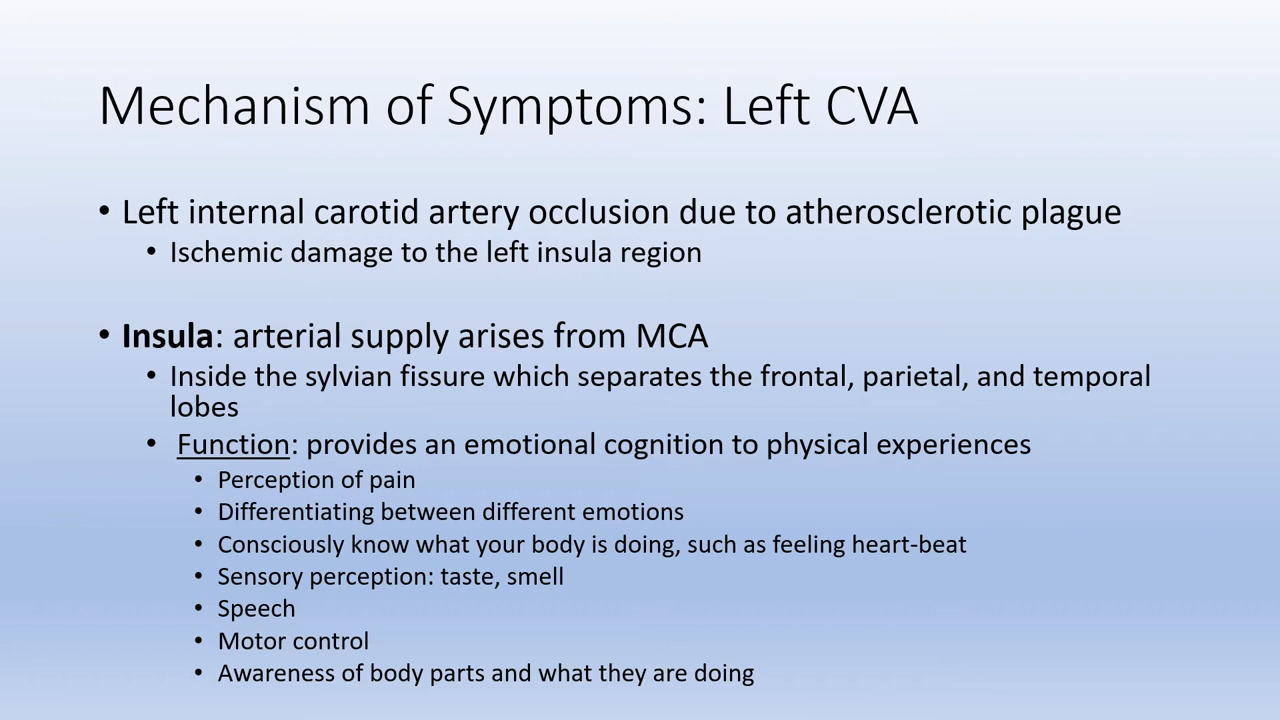 Mechanism of Symptoms: Left CVA
• Left internal carotid artery occlusion due to atherosclerotic plague
• Ischemic damage to the left insula region
• Insula: arterial supply arises from MCA
• Inside the sylvian fissure which separates the frontal, parietal, and temporal
lobes
• Function: provides an emotional cognition to physical experiences
• Perception of pain
• Differentiating between different emotions
• Consciously know what your body is doing, such as feeling heart-beat
• Sensory perception: taste, smell
• Speech
• Motor control
• Awareness of body parts and what they are doing